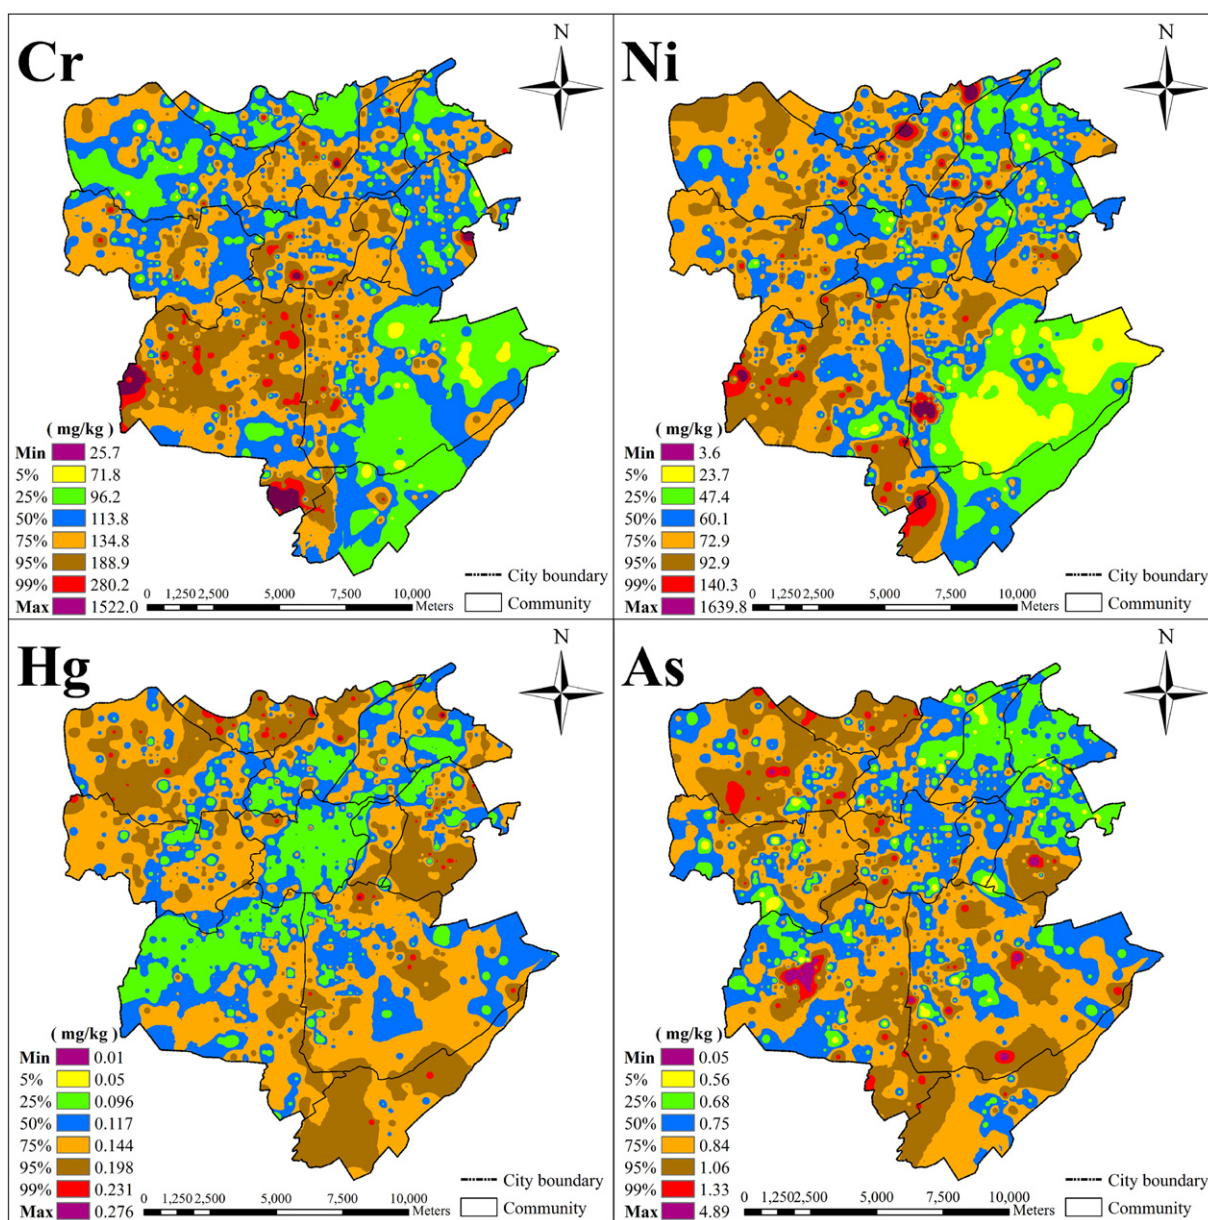 Cr
N
( mg/kg )
Min 25.7
5% 71.8
25% 96.2
50% 113.8
75% 134.8
95% 188.9
99% 280.2
Max 1522.0
0 1,250 2,500 5,000 7,500 10,000
Meters
City boundary
Community
Ni
N
( mg/kg )
Min 3.6
5% 23.7
25% 47.4
50% 60.1
75% 72.9
95% 92.9
99% 140.3
Max 1639.8
0 1,250 2,500 5,000 7,500 10,000
Meters
City boundary
Community
Hg
N
( mg/kg )
Min 0.01
5% 0.05
25% 0.096
50% 0.117
75% 0.144
95% 0.198
99% 0.231
Max 0.276
0 1,250 2,500 5,000 7,500 10,000
Meters
City boundary
Community
As
N
( mg/kg )
Min 0.05
5% 0.56
25% 0.68
50% 0.75
75% 0.84
95% 1.06
99% 1.33
Max 4.89
0 1,250 2,500 5,000 7,500 10,000
Meters
City boundary
Community